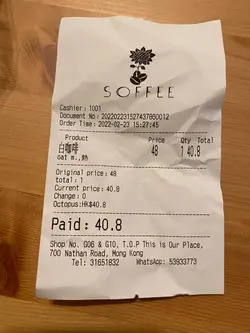 SOFFEE
Cashier: 1001
Document No: 202202231527437850012
Order Time: 2022-02-23 15:27:45
Product Price Qty Total
白咖啡 48 1 40.8
oat m.,熱
Original price: 48
total: 1
Current price: 40.8
Change: 0
Octopus:HK$40.8
Paid: 40.8
Shop No. G06 & G10, T.O.P This is Our Place,
700 Nathan Road, Mong Kong
Tel: 31651832 WhatsApp: 53933773